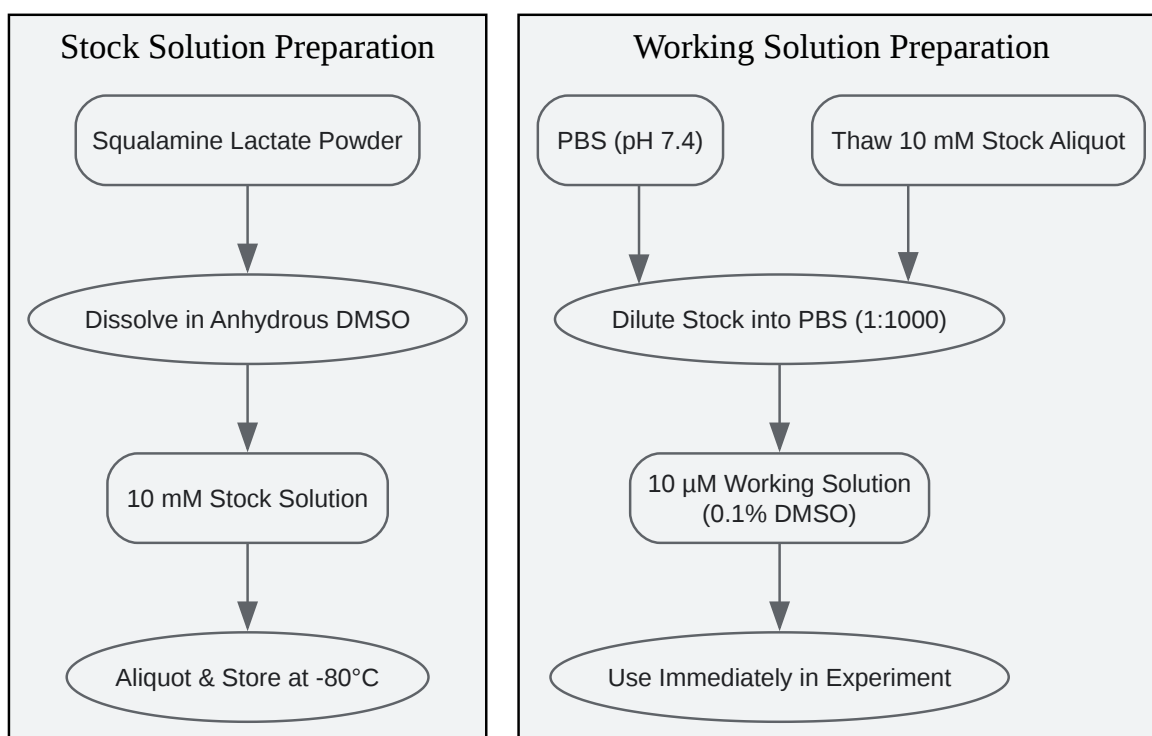 Stock Solution Preparation
Squalamine Lactate Powder
Dissolve in Anhydrous DMSO
10 mM Stock Solution
Aliquot & Store at -80°C
Working Solution Preparation
PBS (pH 7.4)
Thaw 10 mM Stock Aliquot
Dilute Stock into PBS (1:1000)
10 µM Working Solution
(0.1% DMSO)
Use Immediately in Experiment